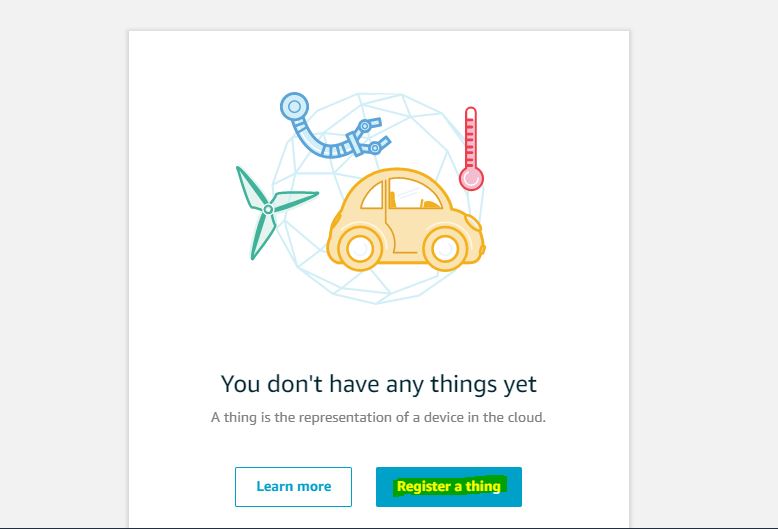 You don't have any things yet
A thing is the representation of a device in the cloud.
Learn more
Register a thing